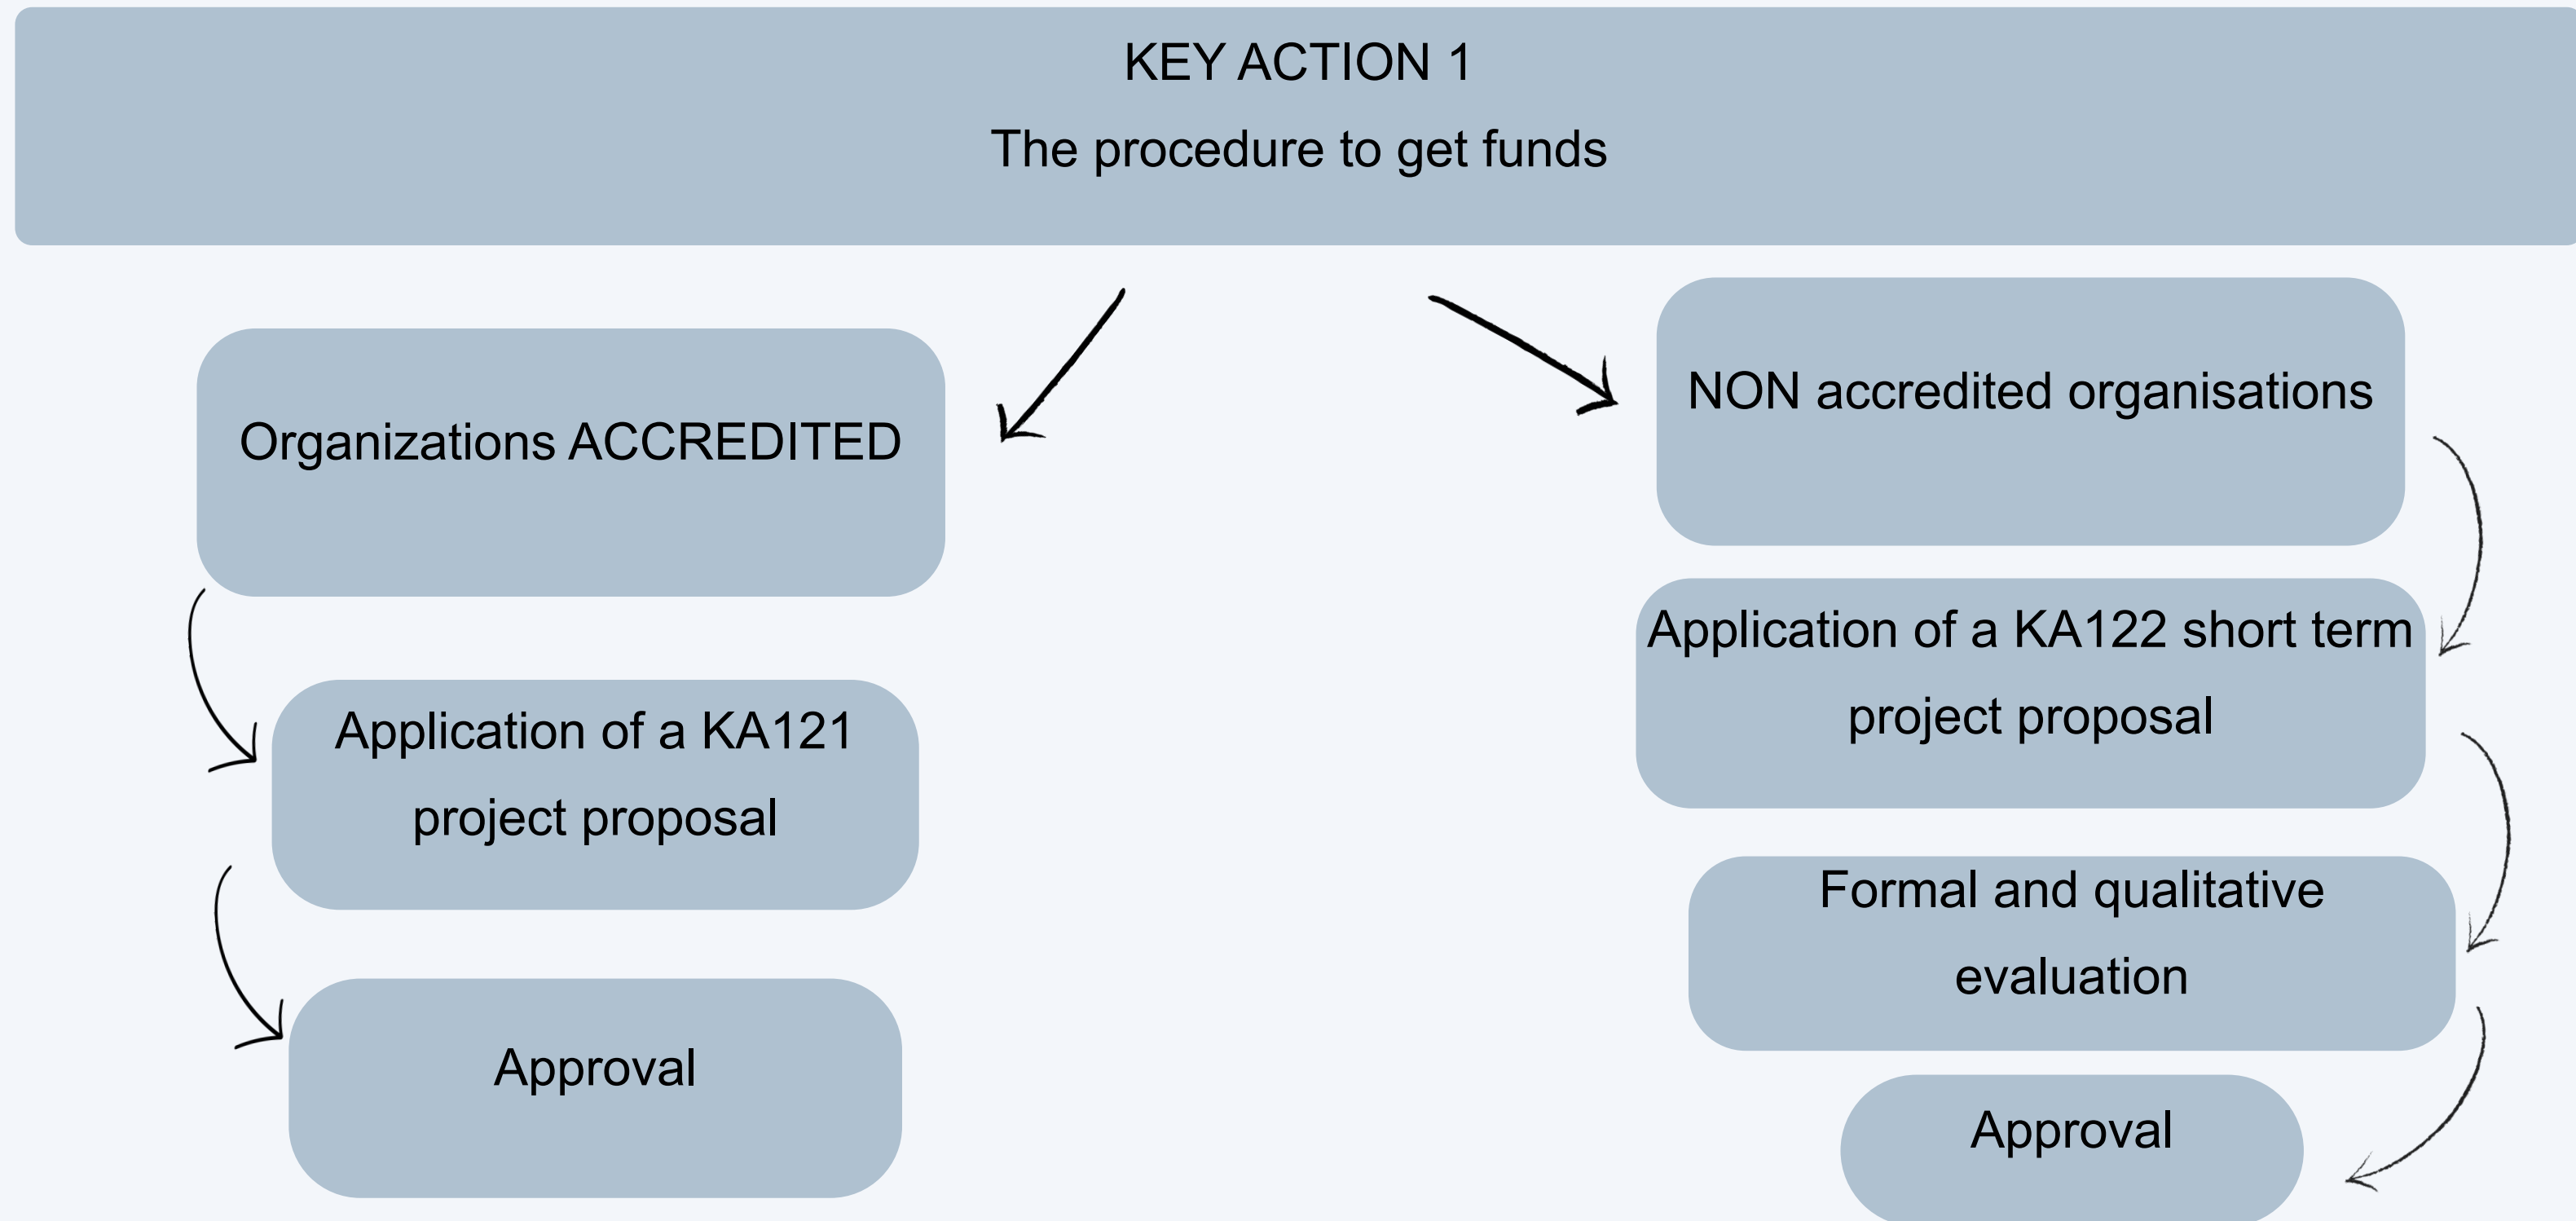 KEY ACTION 1
The procedure to get funds
Organizations ACCREDITED
Application of a KA121
project proposal
Approval
NON accredited organisations
Application of a KA122 short term
project proposal
Formal and qualitative
evaluation
Approval